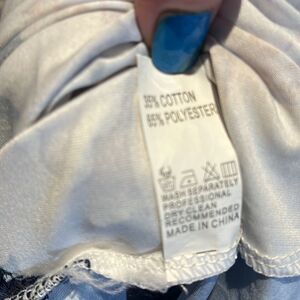 35% COTTON
65% POLYESTER
WASH SEPARATELY
PROFESSIONAL
DRY CLEAN
RECOMMENDED
MADE IN CHINA